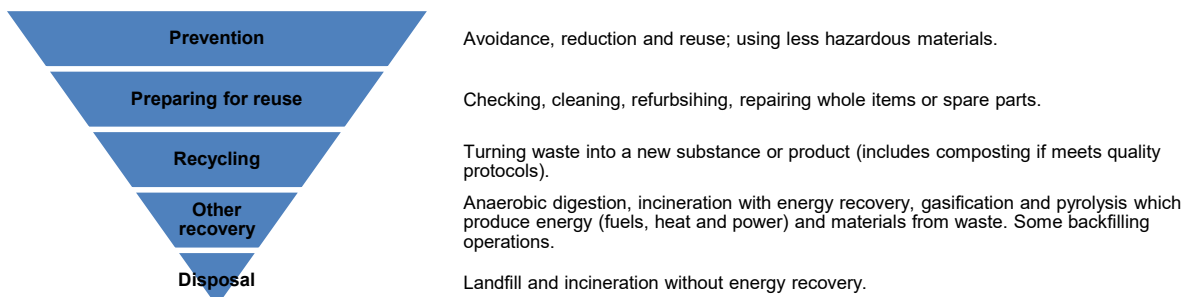 Prevention
Avoidance, reduction and reuse; using less hazardous materials.
Preparing for reuse
Checking, cleaning, refurbsihing, repairing whole items or spare parts.
Recycling
Turning waste into a new substance or product (includes composting if meets quality
protocols).
Other
recovery
Anaerobic digestion, incineration with energy recovery, gasification and pyrolysis which
produce energy (fuels, heat and power) and materials from waste. Some backfilling
operations.
Disposal
Landfill and incineration without energy recovery.